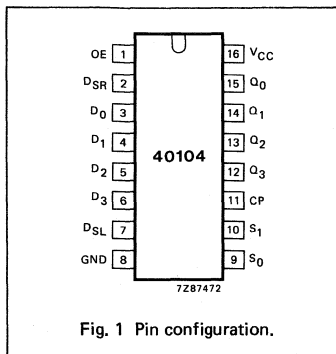 OE 1 16 VCC
DSR 2 15 Q0
D0 3 14 Q1
D1 4 13 Q2
40104
D2 5 12 Q3
D3 6 11 CP
DSL 7 10 S1
GND 8 9 S0
7Z87472
Fig. 1 Pin configuration.